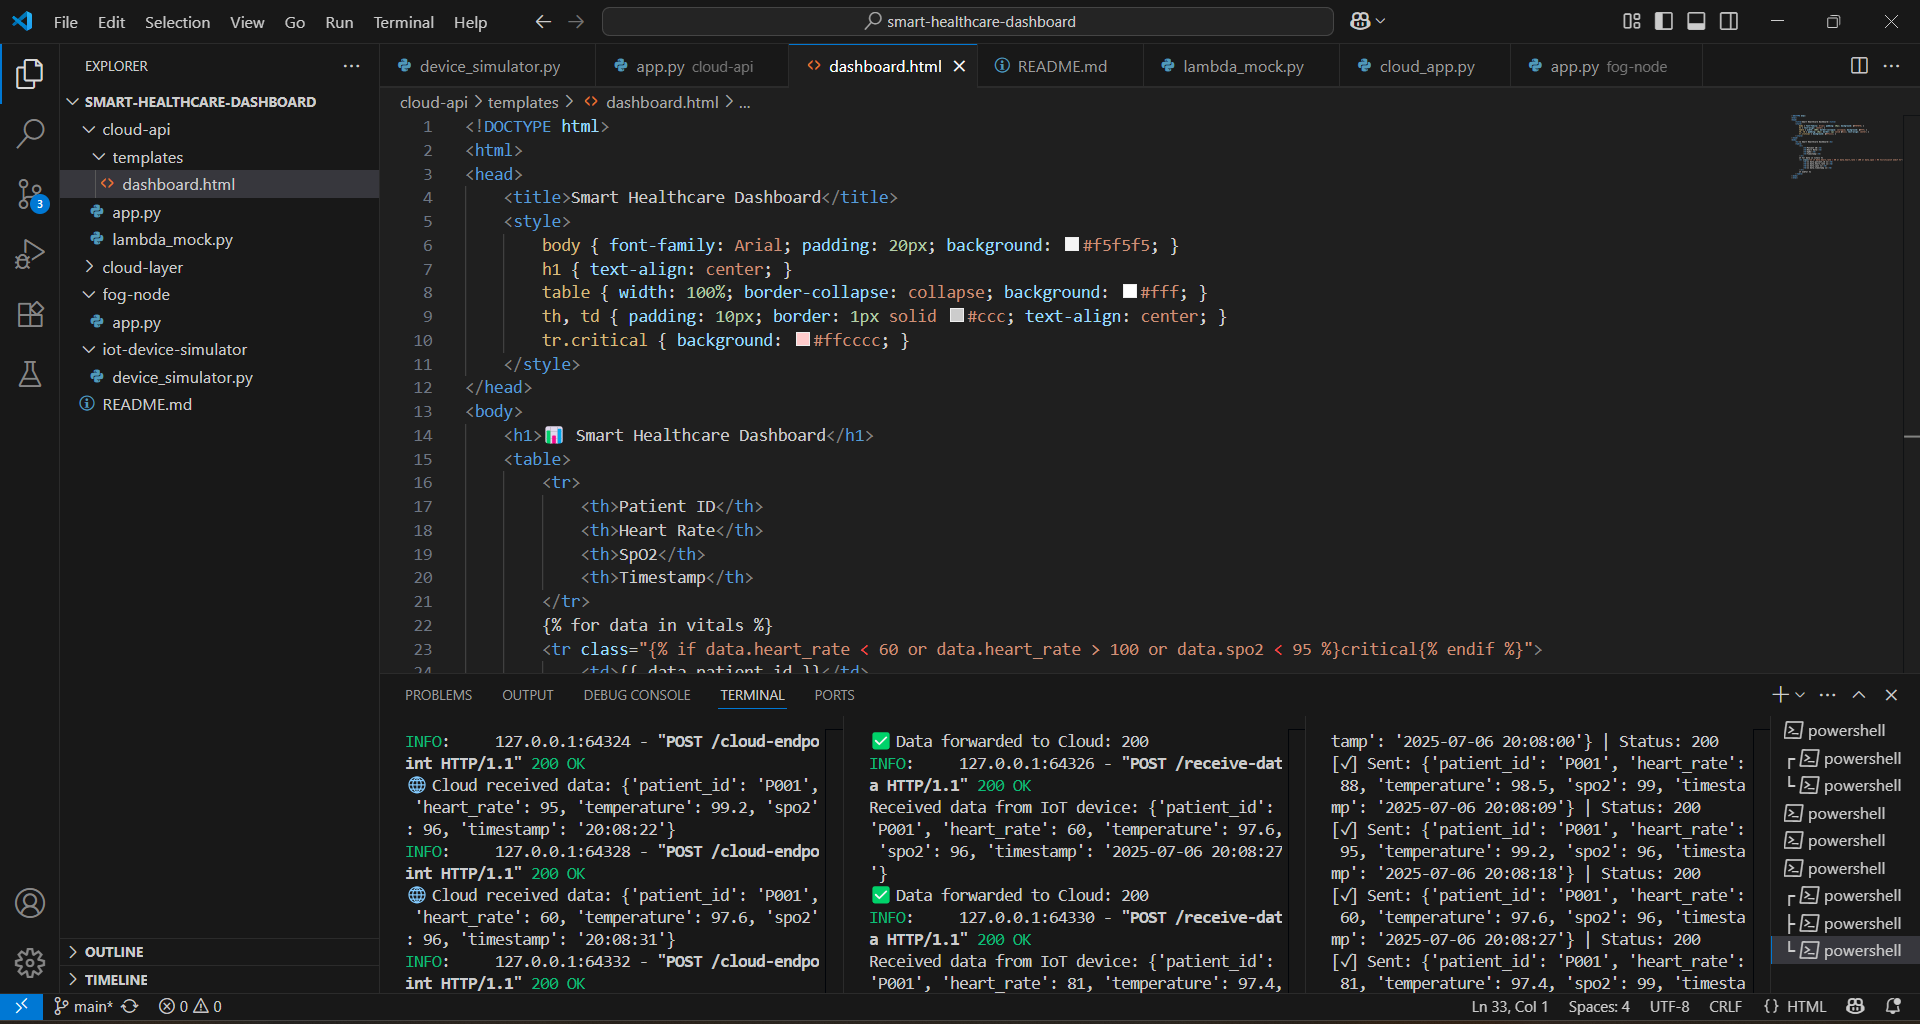 File Edit Selection View Go Run Terminal Help
smart-healthcare-dashboard
EXPLORER
SMART-HEALTHCARE-DASHBOARD
cloud-api
templates
<> dashboard.html
app.py
lambda_mock.py
cloud-layer
fog-node
app.py
iot-device-simulator
device_simulator.py
README.md
OUTLINE
TIMELINE
3
device_simulator.py
app.py cloud-api
<> dashboard.html
README.md
lambda_mock.py
cloud_app.py
app.py fog-node
cloud-api > templates > <> dashboard.html > ...
1 <!DOCTYPE html>
2 <html>
3 <head>
4 <title>Smart Healthcare Dashboard</title>
5 <style>
6 body { font-family: Arial; padding: 20px; background: #f5f5f5; }
7 h1 { text-align: center; }
8 table { width: 100%; border-collapse: collapse; background: #fff; }
9 th, td { padding: 10px; border: 1px solid #ccc; text-align: center; }
10 tr.critical { background: #ffcccc; }
11 </style>
12 </head>
13 <body>
14 <h1>📊 Smart Healthcare Dashboard</h1>
15 <table>
16 <tr>
17 <th>Patient ID</th>
18 <th>Heart Rate</th>
19 <th>SpO2</th>
20 <th>Timestamp</th>
21 </tr>
22 {% for data in vitals %}
23 <tr class="{% if data.heart_rate < 60 or data.heart_rate > 100 or data.spo2 < 95 %}critical{% endif %}">
24 <td>{{ data.patient_id }}</td>
PROBLEMS OUTPUT DEBUG CONSOLE TERMINAL PORTS
INFO: 127.0.0.1:64324 - "POST /cloud-endpo
int HTTP/1.1" 200 OK
🌐 Cloud received data: {'patient_id': 'P001',
'heart_rate': 95, 'temperature': 99.2, 'spo2'
: 96, 'timestamp': '20:08:22'}
INFO: 127.0.0.1:64328 - "POST /cloud-endpo
int HTTP/1.1" 200 OK
🌐 Cloud received data: {'patient_id': 'P001',
'heart_rate': 60, 'temperature': 97.6, 'spo2'
: 96, 'timestamp': '20:08:31'}
INFO: 127.0.0.1:64332 - "POST /cloud-endpo
int HTTP/1.1" 200 OK
✅ Data forwarded to Cloud: 200
INFO: 127.0.0.1:64326 - "POST /receive-dat
a HTTP/1.1" 200 OK
Received data from IoT device: {'patient_id':
'P001', 'heart_rate': 60, 'temperature': 97.6,
'spo2': 96, 'timestamp': '2025-07-06 20:08:27
'}
✅ Data forwarded to Cloud: 200
INFO: 127.0.0.1:64330 - "POST /receive-dat
a HTTP/1.1" 200 OK
Received data from IoT device: {'patient_id':
'P001', 'heart_rate': 81, 'temperature': 97.4,
tamp': '2025-07-06 20:08:00'} | Status: 200
[√] Sent: {'patient_id': 'P001', 'heart_rate':
88, 'temperature': 98.5, 'spo2': 99, 'timesta
mp': '2025-07-06 20:08:09'} | Status: 200
[√] Sent: {'patient_id': 'P001', 'heart_rate':
95, 'temperature': 99.2, 'spo2': 96, 'timesta
mp': '2025-07-06 20:08:18'} | Status: 200
[√] Sent: {'patient_id': 'P001', 'heart_rate':
60, 'temperature': 97.6, 'spo2': 96, 'timesta
mp': '2025-07-06 20:08:27'} | Status: 200
[√] Sent: {'patient_id': 'P001', 'heart_rate':
81, 'temperature': 97.4, 'spo2': 99, 'timesta
powershell
powershell
powershell
powershell
powershell
powershell
powershell
powershell
powershell
main* 0 0
Ln 33, Col 1 Spaces: 4 UTF-8 CRLF {} HTML